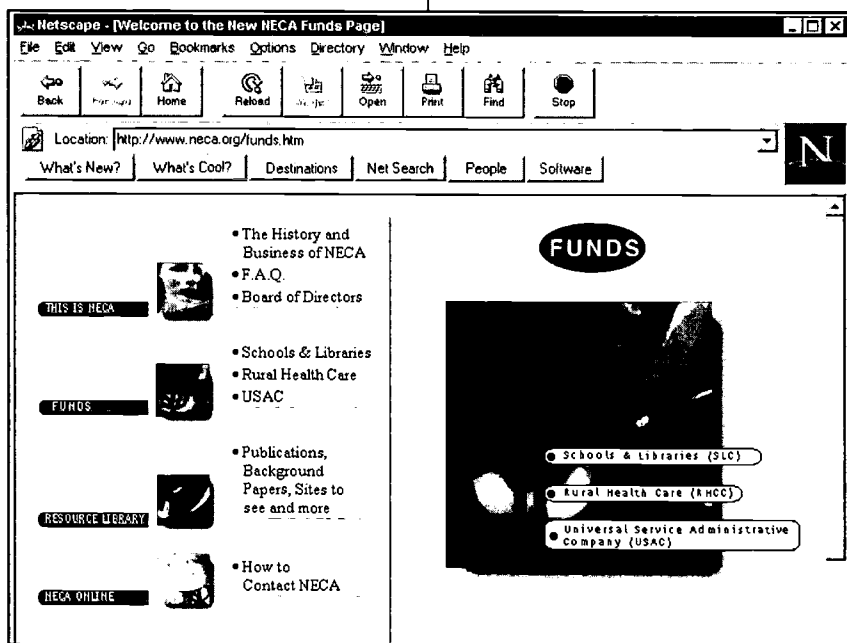 Netscape - [Welcome to the New NECA Funds Page]
File Edit View Go Bookmarks Options Directory Window Help
Back Forward Home Reload Open Print Find Stop
Location: http://www.neca.org/funds.htm
N
What's New? What's Cool? Destinations Net Search People Software
• The History and
Business of NECA
• F.A.Q.
• Board of Directors
THIS IS NECA
• Schools & Libraries
• Rural Health Care
• USAC
FUNDS
• Publications,
Background
Papers, Sites to
see and more
RESOURCE LIBRARY
• How to
Contact NECA
NECA ONLINE
FUNDS
• Schools & Libraries (SLC)
• Rural Health Care (RHCC)
• Universal Service Administrative
Company (USAC)